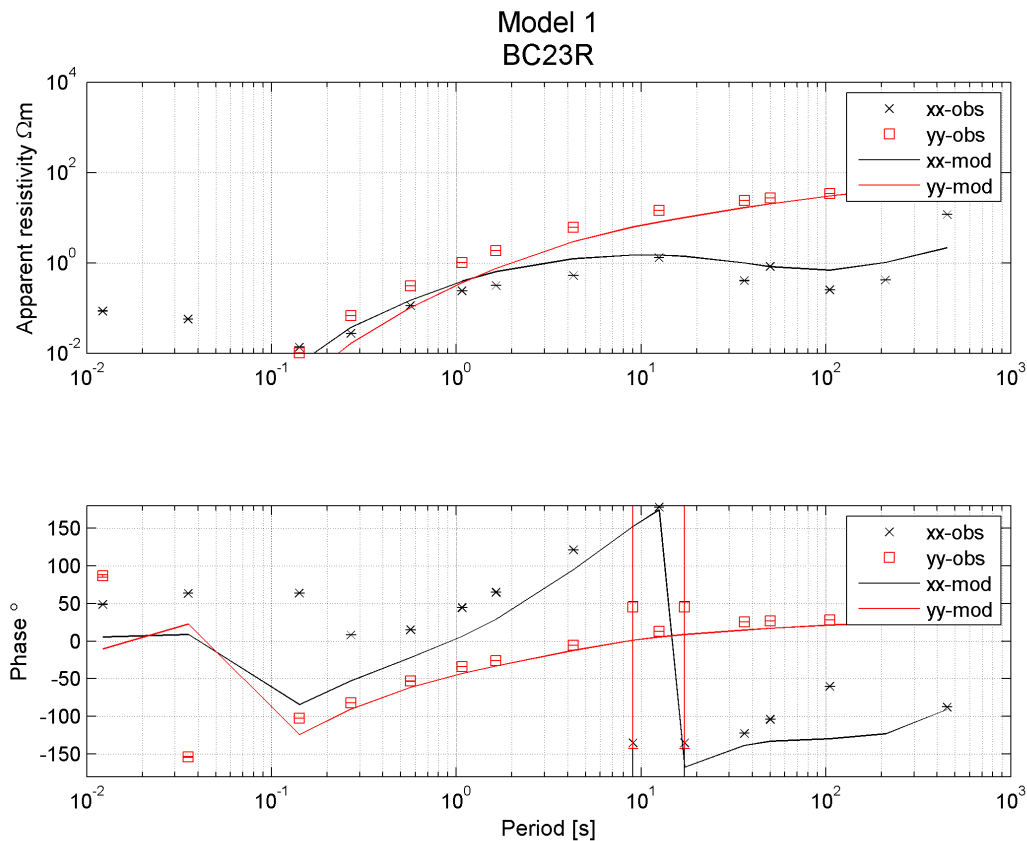 Model 1
BC23R
Apparent resistivity Ωm
10^4
10^2
10^0
10^-2
10^-2
10^-1
10^0
10^1
10^2
10^3
xx-obs
yy-obs
xx-mod
yy-mod
Phase °
150
100
50
0
-50
-100
-150
10^-2
10^-1
10^0
10^1
10^2
10^3
xx-obs
yy-obs
xx-mod
yy-mod
Period [s]